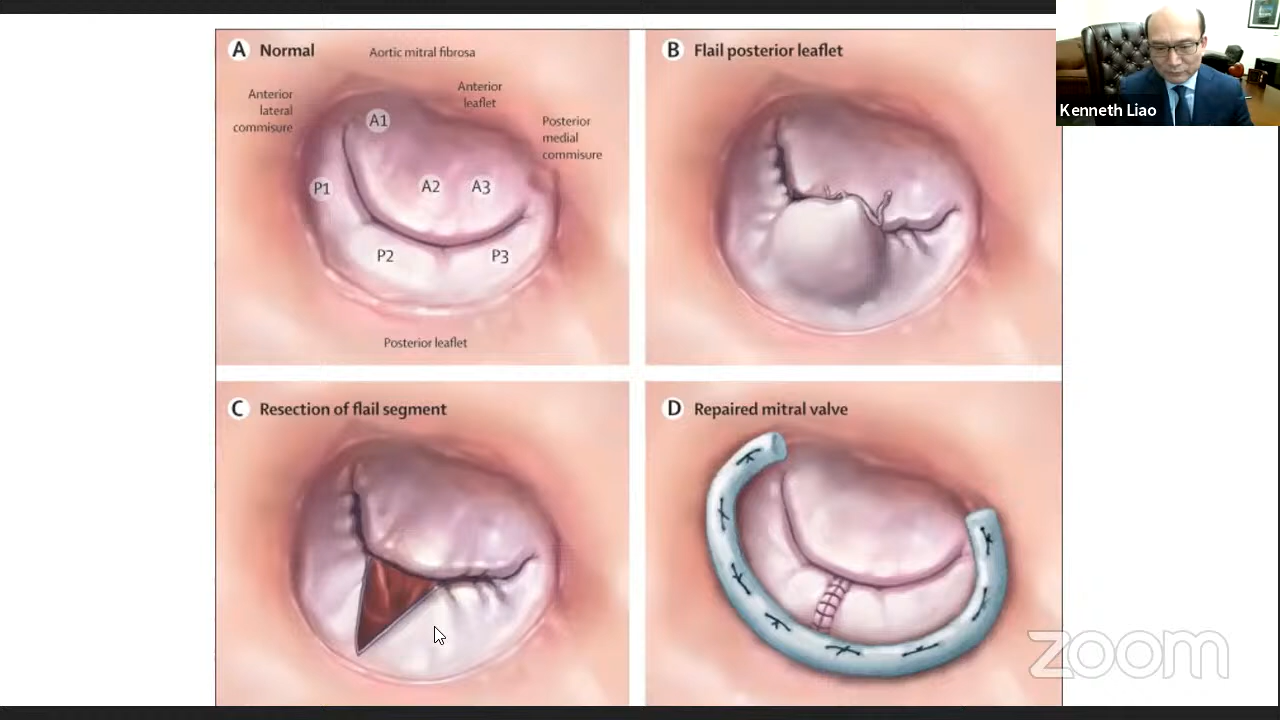 A Normal
Aortic mitral fibrosa
Anterior
lateral
commisure
Anterior
leaflet
Posterior
medial
commisure
A1
P1
A2
A3
P2
P3
Posterior leaflet
B Flail posterior leaflet
C Resection of flail segment
D Repaired mitral valve
Kenneth Liao
zoom